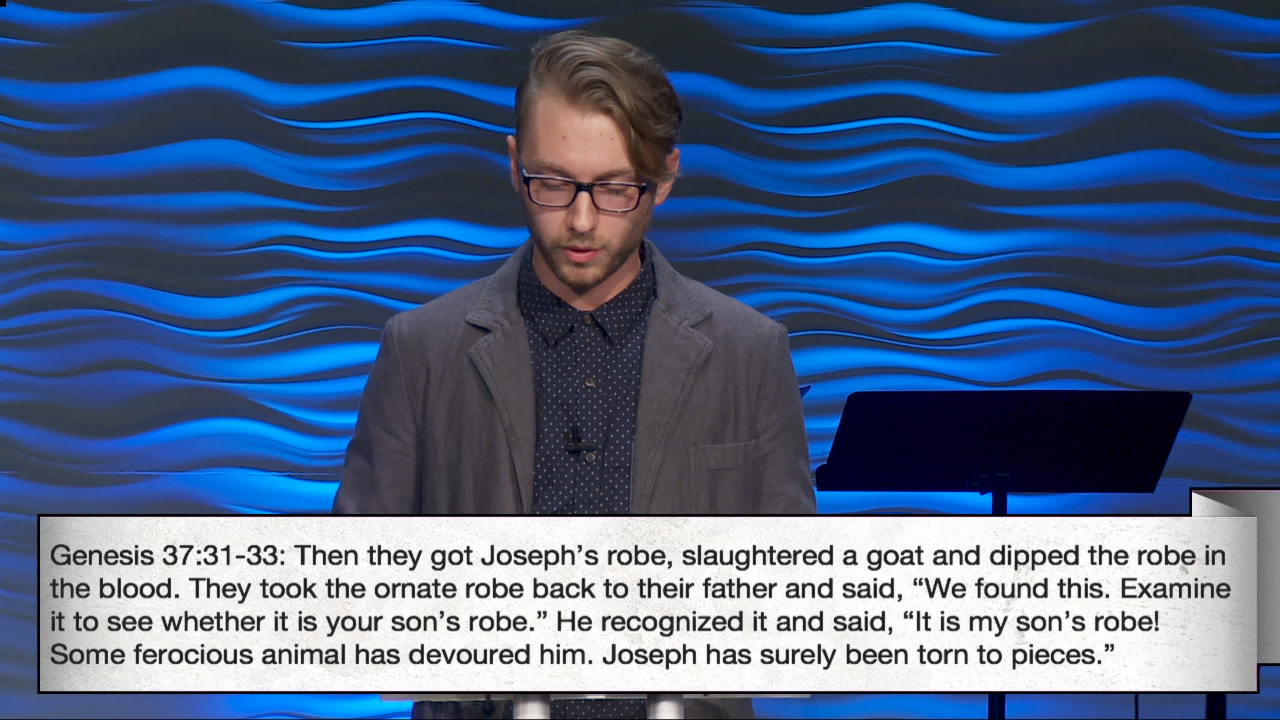 Genesis 37:31-33: Then they got Joseph’s robe, slaughtered a goat and dipped the robe in
the blood. They took the ornate robe back to their father and said, “We found this. Examine
it to see whether it is your son’s robe.” He recognized it and said, “It is my son’s robe!
Some ferocious animal has devoured him. Joseph has surely been torn to pieces.”